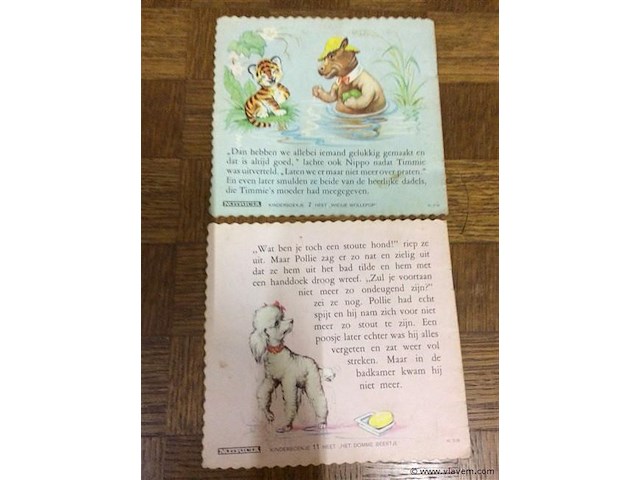 „Dan hebben we allebei iemand gelukkig gemaakt en
dat is altijd goed,” lachte ook Nippo nadat Timmie
was uitverteld. „Laten we er maar niet meer over praten.”
En even later smulden ze beide van de heerlijke dadels,
die Timmie's moeder had meegegeven.
NUTRICIA KINDERBOEKJE 2 HEET
„Wat ben je toch een stoute hond!” riep ze
uit. Maar Pollie zag er zo nat en zielig uit
dat ze hem uit het bad tilde en hem met
een handdoek droog wreef. „Zul je voortaan
niet meer zo ondeugend zijn?”
zei ze nog. Pollie had echt
spijt en hij nam zich voor niet
meer zo stout te zijn. Een
poosje later echter was hij alles
vergeten en zat weer vol
streken. Maar in de
badkamer kwam hij
niet meer.
NUTRICIA KINDERBOEKJE 11 HEET „HET DOMME BEERTJE”
© www.vlavem.com